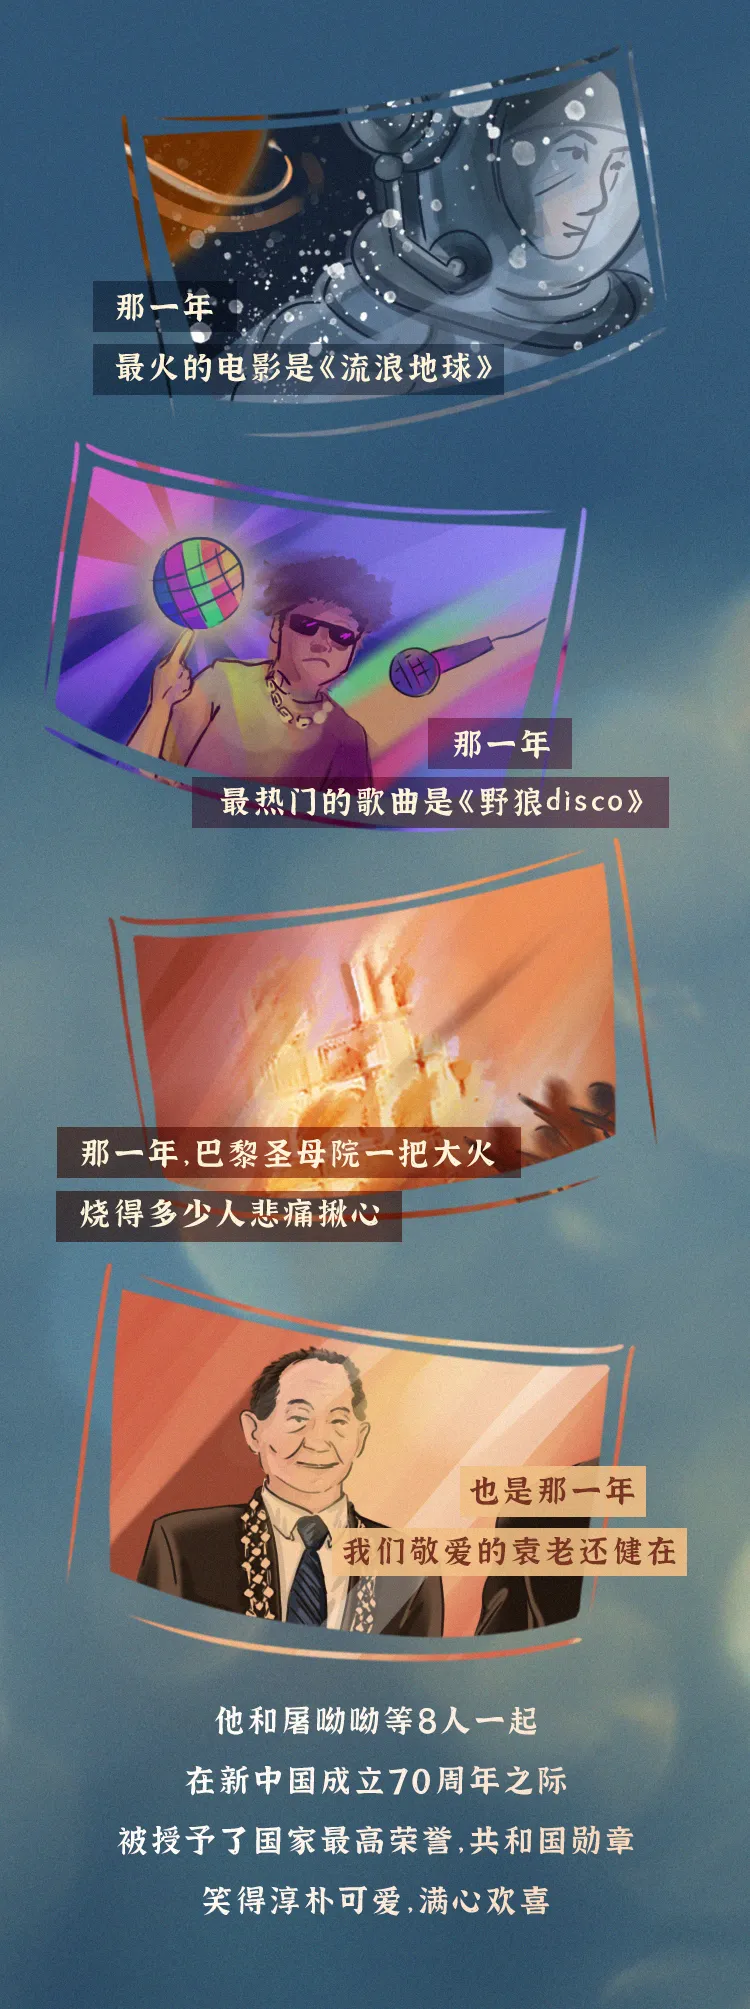 那一年
最火的电影是《流浪地球》
那一年
最热门的歌曲是《野狼disco》
那一年,巴黎圣母院一把大火
烧得多少人悲痛揪心
也是那一年
我们敬爱的袁老还健在
他和屠呦呦等8人一起
在新中国成立70周年之际
被授予了国家最高荣誉,共和国勋章
笑得淳朴可爱,满心欢喜